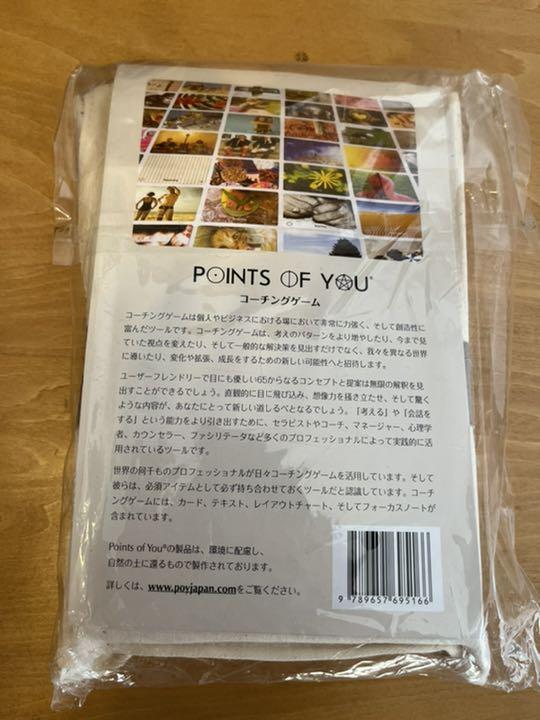 POINTS OF YOU®
コーチングゲーム
コーチングゲームは個人やビジネスにおける場において非常に力強く、そして創造性に
富んだツールです。コーチングゲームは、考えのパターンをより増やしたり、今まで見
ていた視点を変えたり、そして一般的な解決策を見出すだけでなく、我々を異なる世界
に導いたり、変化や拡張、成長をするための新しい可能性へと招待します。
ユーザーフレンドリーで目にも優しい65からなるコンセプトと提案は無限の解釈を見
出すことができるでしょう。直観的に目に飛び込み、想像力を掻き立たせ、そして驚く
ような内容が、あなたにとって新しい道しるべとなるでしょう。「考える」や「会話を
する」という能力をより引き出すために、セラピストやコーチ、マネージャー、心理学
者、カウンセラー、ファシリテータなど多くのプロフェッショナルによって実践的に活
用されているツールです。
世界の何千ものプロフェッショナルが日々コーチングゲームを活用しています。そして
彼らは、必須アイテムとして必ず持ち合わせておくツールだと認識しています。コーチ
ングゲームには、カード、テキスト、レイアウトチャート、そしてフォーカスノートが
含まれています。
Points of You®の製品は、環境に配慮し、
自然の土に還るもので製作されております。
詳しくは、www.poyjapan.comをご覧ください。
9 789657 695166